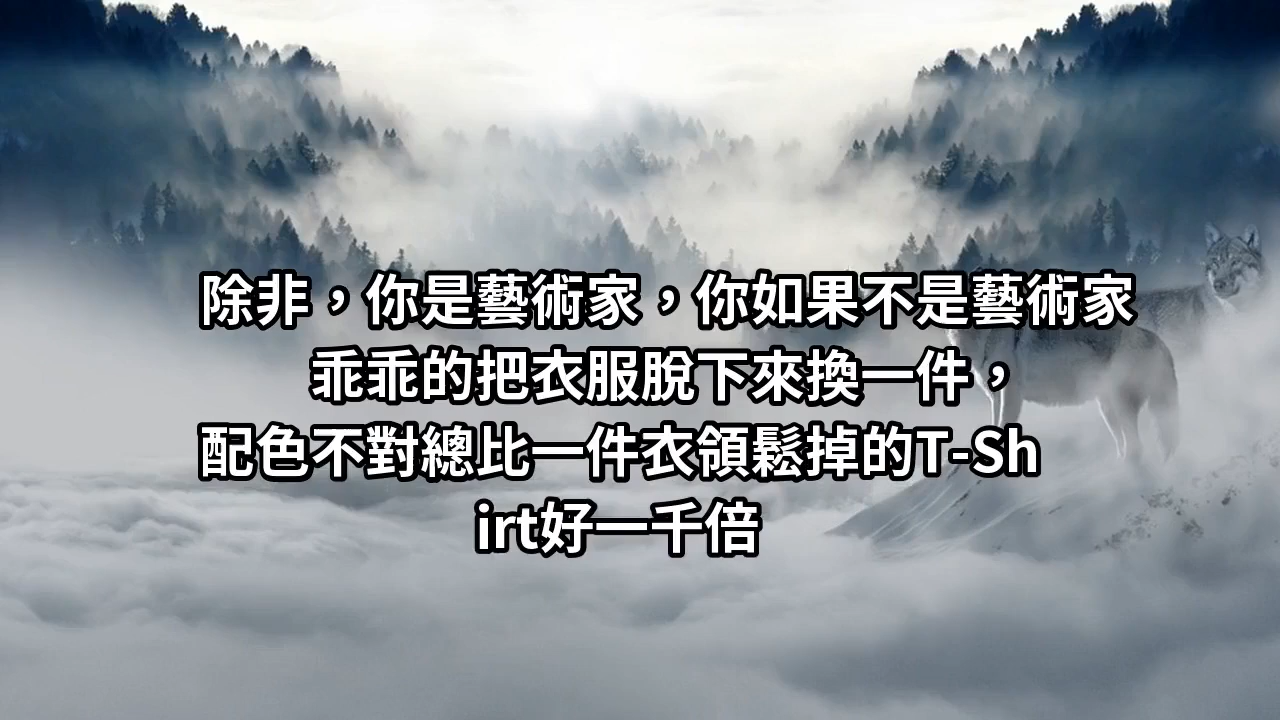 除非，你是藝術家，你如果不是藝術家
乖乖的把衣服脫下來換一件，
配色不對總比一件衣領鬆掉的T-Sh
irt好一千倍